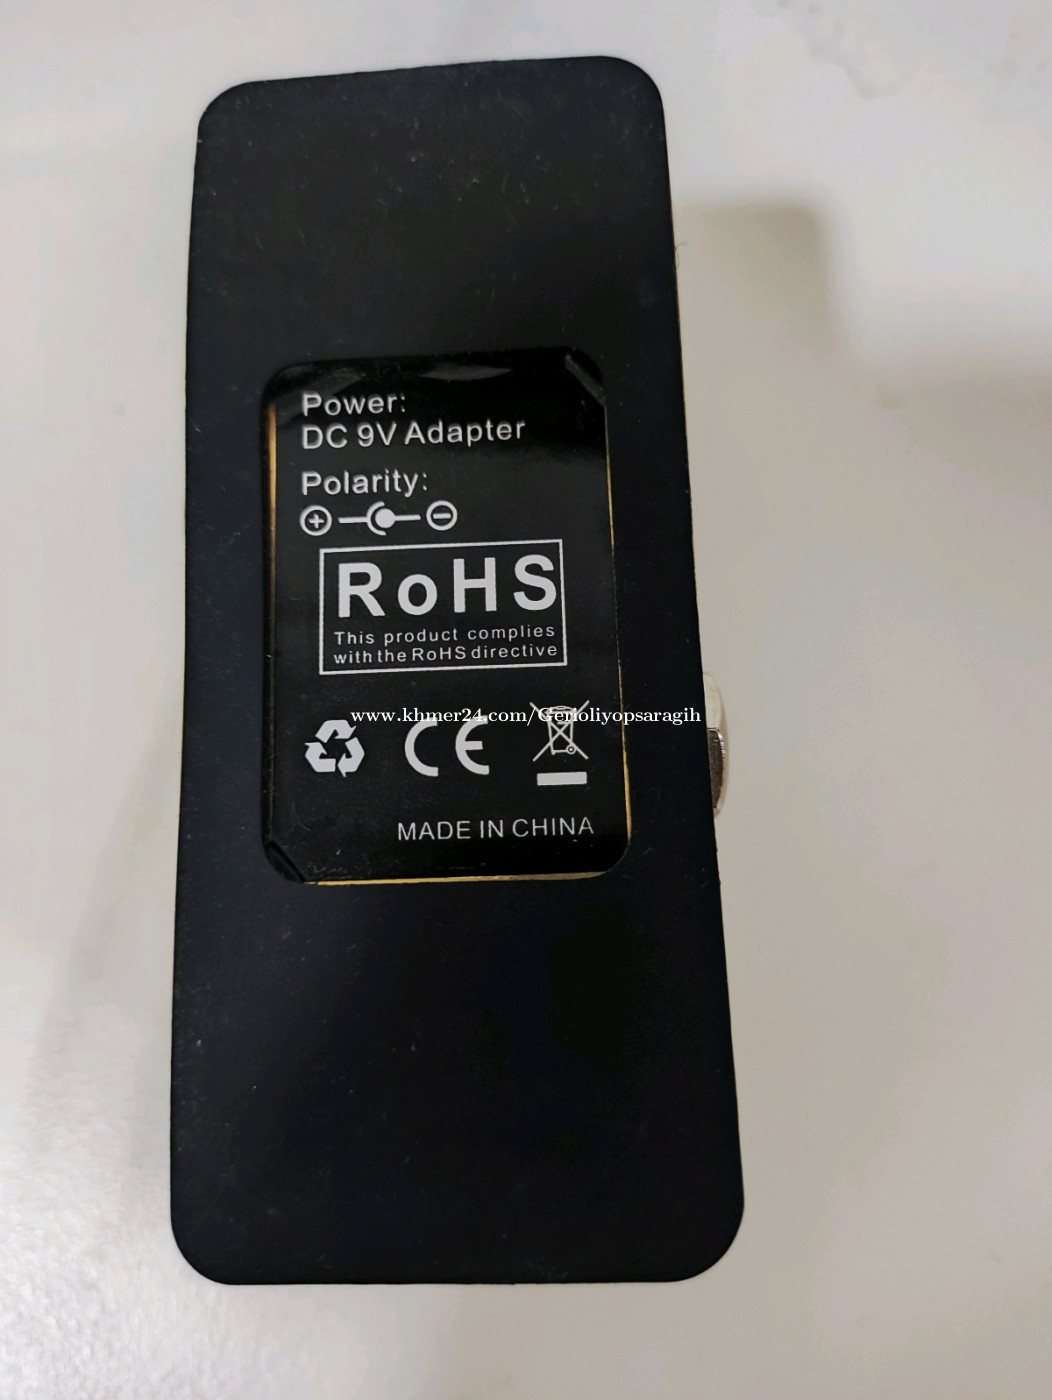 Power:
DC 9V Adapter
Polarity:
RoHS
This product complies
with the RoHS directive
www.khmer24.com/Gerioliyopsaragih
CE
MADE IN CHINA